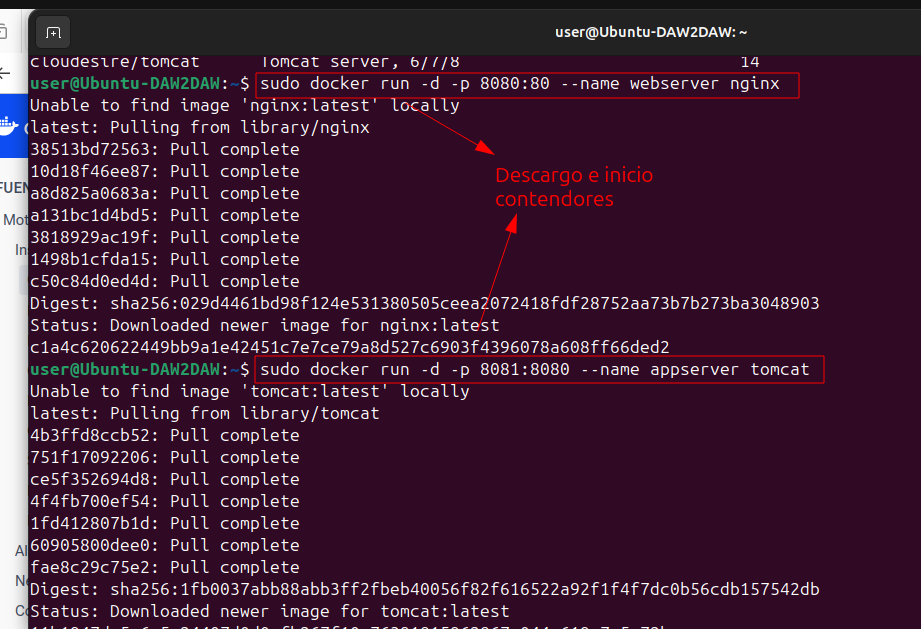 user@Ubuntu-DAW2DAW: ~
cloudesire/tomcat Tomcat server, 6/7/8 14
user@Ubuntu-DAW2DAW:~$ sudo docker run -d -p 8080:80 --name webserver nginx
Unable to find image 'nginx:latest' locally
latest: Pulling from library/nginx
38513bd72563: Pull complete
10d18f46ee87: Pull complete
a8d825a0683a: Pull complete
a131bc1d4bd5: Pull complete
3818929ac19f: Pull complete
1498b1cfda15: Pull complete
c50c84d0ed4d: Pull complete
Descargo e inicio
contendores
Digest: sha256:029d4461bd98f124e531380505ceea2072418fdf28752aa73b7b273ba3048903
Status: Downloaded newer image for nginx:latest
c1a4c620622449bb9a1e42451c7e7ce79a8d527c6903f4396078a608ff66ded2
user@Ubuntu-DAW2DAW:~$ sudo docker run -d -p 8081:8080 --name appserver tomcat
Unable to find image 'tomcat:latest' locally
latest: Pulling from library/tomcat
4b3ffd8ccb52: Pull complete
751f17092206: Pull complete
ce5f352694d8: Pull complete
4f4fb700ef54: Pull complete
1fd412807b1d: Pull complete
60905800dee0: Pull complete
fae8c29c75e2: Pull complete
Digest: sha256:1fb0037abb88abb3ff2fbeb40056f82f616522a92f1f4f7dc0b56cdb157542db
Status: Downloaded newer image for tomcat:latest
FUEN
Mot
In
Al
Ne
Co